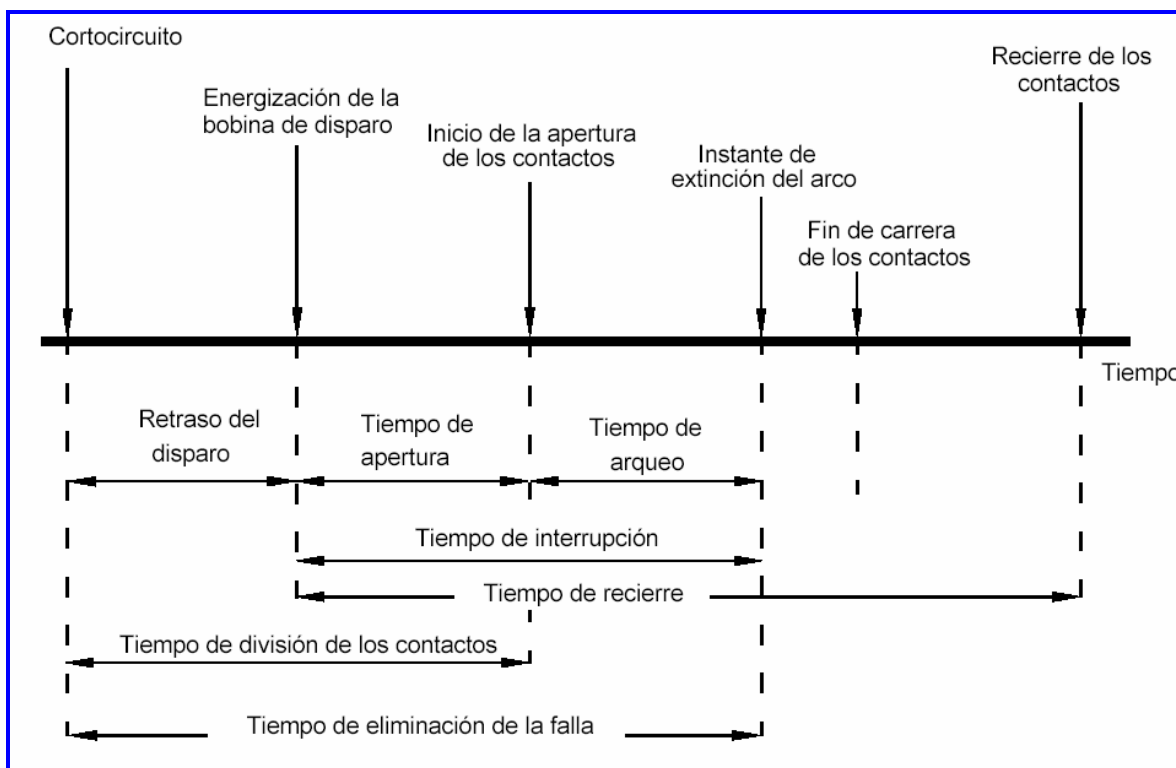 Cortocircuito
Energización de la
bobina de disparo
Inicio de la apertura
de los contactos
Instante de
extinción del arco
Fin de carrera
de los contactos
Recierre de los
contactos
Tiempo
Retraso del
disparo
Tiempo de
apertura
Tiempo de
arqueo
Tiempo de interrupción
Tiempo de recierre
Tiempo de división de los contactos
Tiempo de eliminación de la falla